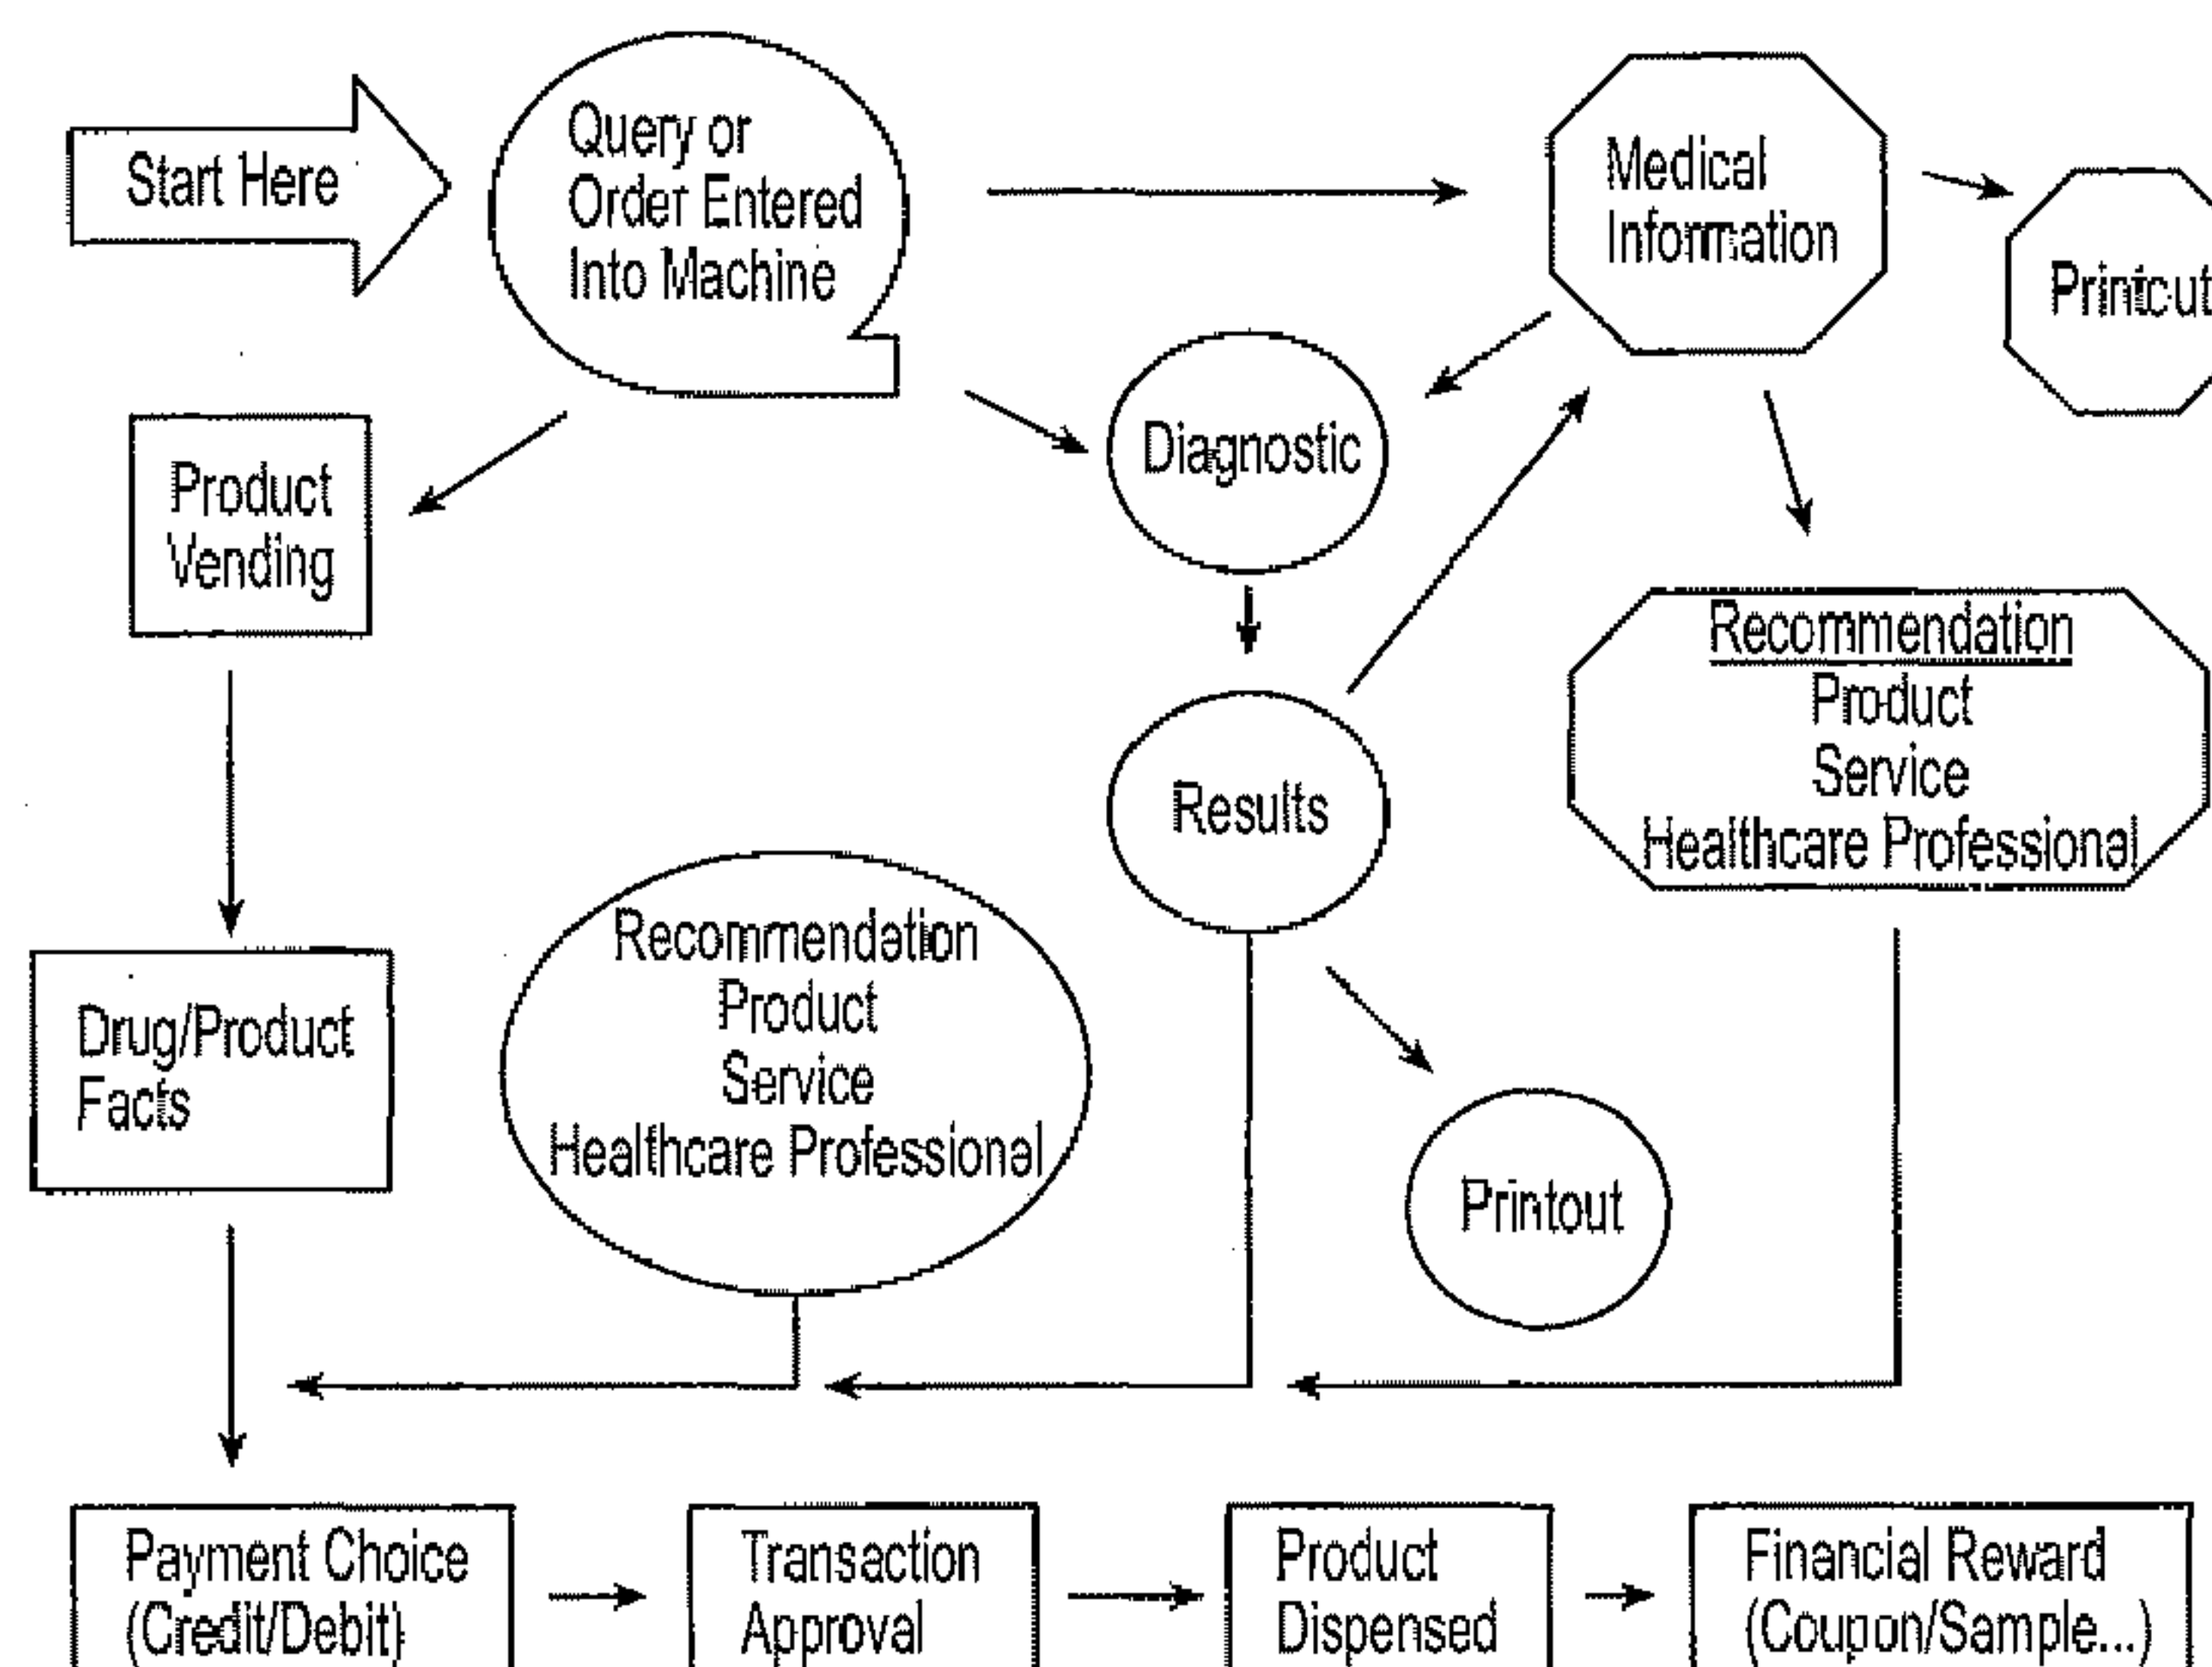 Start Here
Query or
Order Entered
Into Machine
Medical
Information
Printout
Diagnostic
Product
Vending
Recommendation
Product
Service
Healthcare Professional
Results
Recommendation
Product
Service
Healthcare Professional
Drug/Product
Facts
Printout
Payment Choice
(Credit/Debit)
Transaction
Approval
Product
Dispensed
Financial Reward
(Coupon/Sample...)